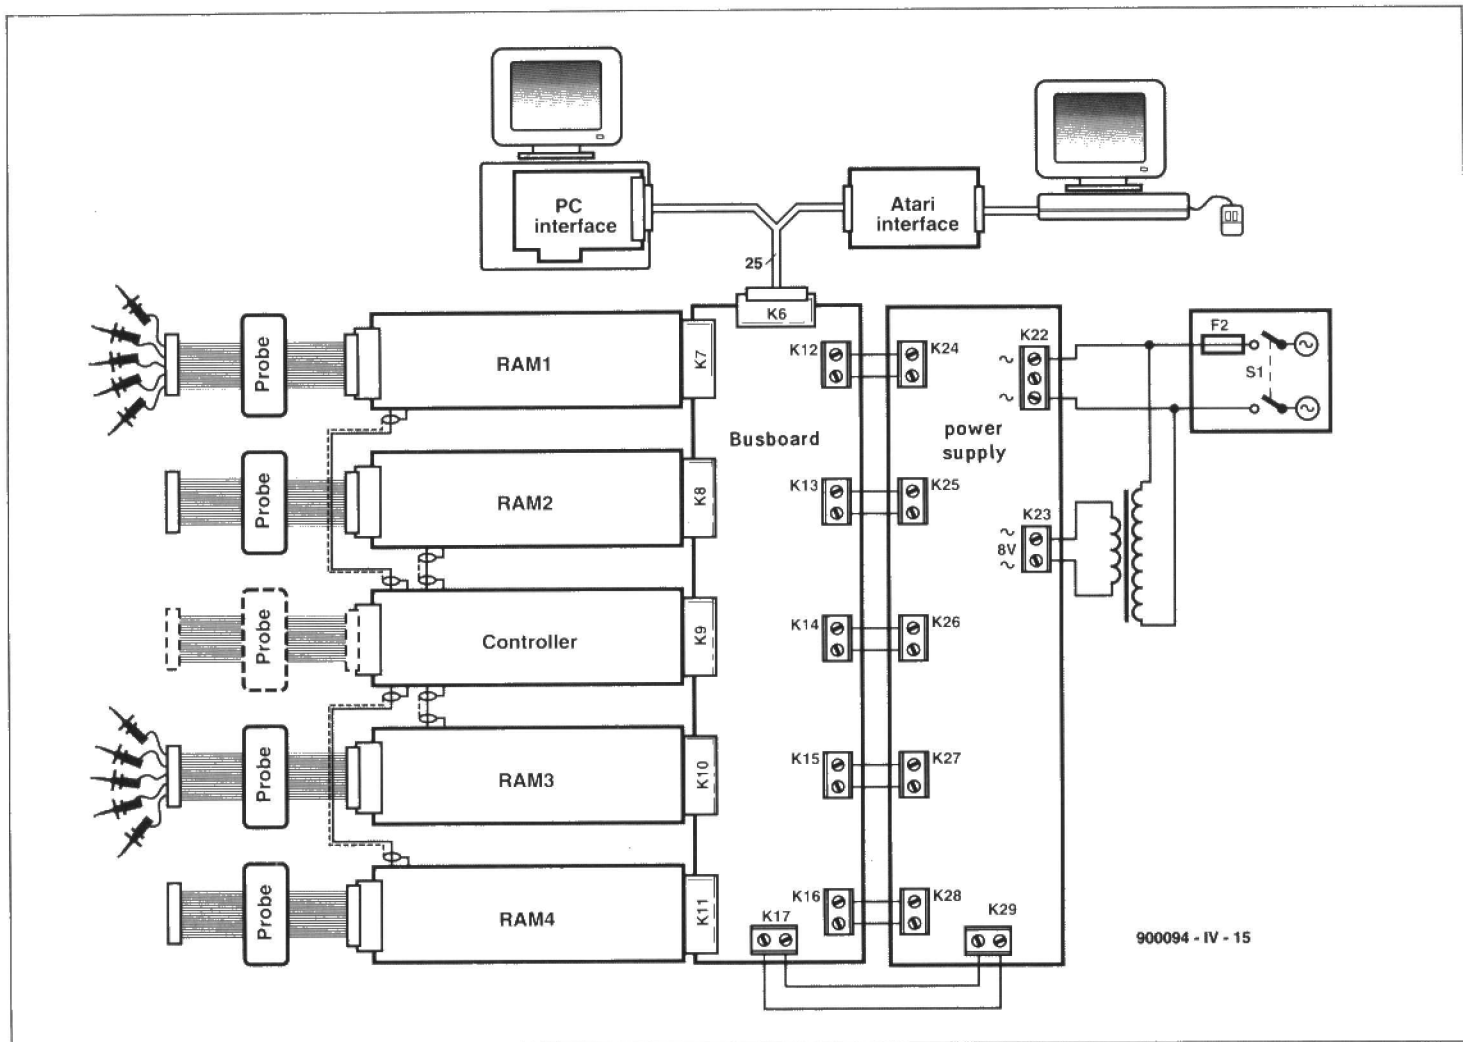 PC
interface
Atari
interface
25
K6
Probe
RAM1
K7
K12
K24
K22
~
~
F2
S1
~
~
Busboard
power
supply
Probe
RAM2
K8
K13
K25
K23
~
8V
~
Probe
Controller
K9
K14
K26
Probe
RAM3
K10
K15
K27
Probe
RAM4
K11
K16
K28
K17
K29
900094 - IV - 15